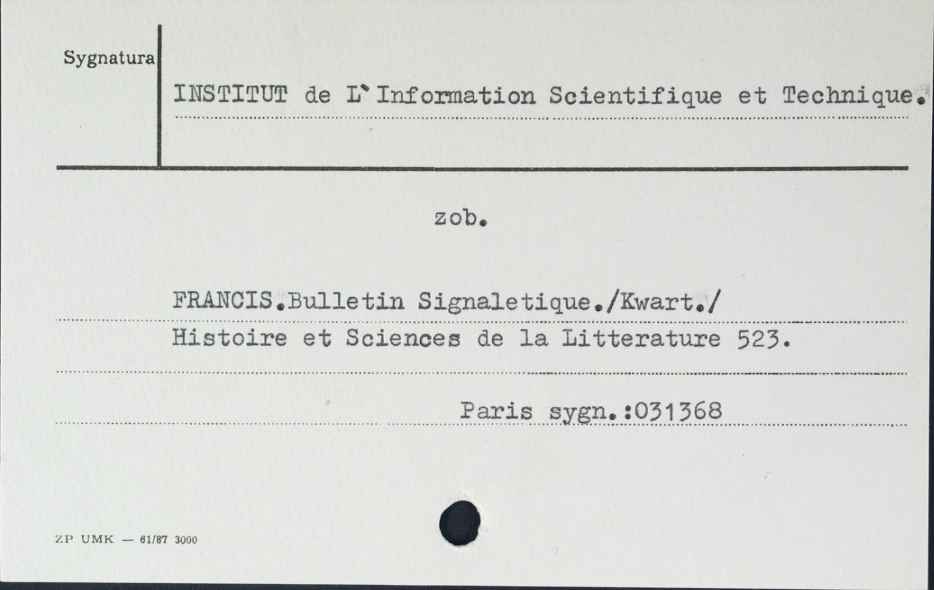 Sygnatura
INSTITUT de L`Information Scientifique et Technique.
zob.
FRANCIS.Bulletin Signaletique./Kwart./
Histoire et Sciences de la Litterature 523.
Paris sygn.:031368
ZP UMK — 61/87 3000